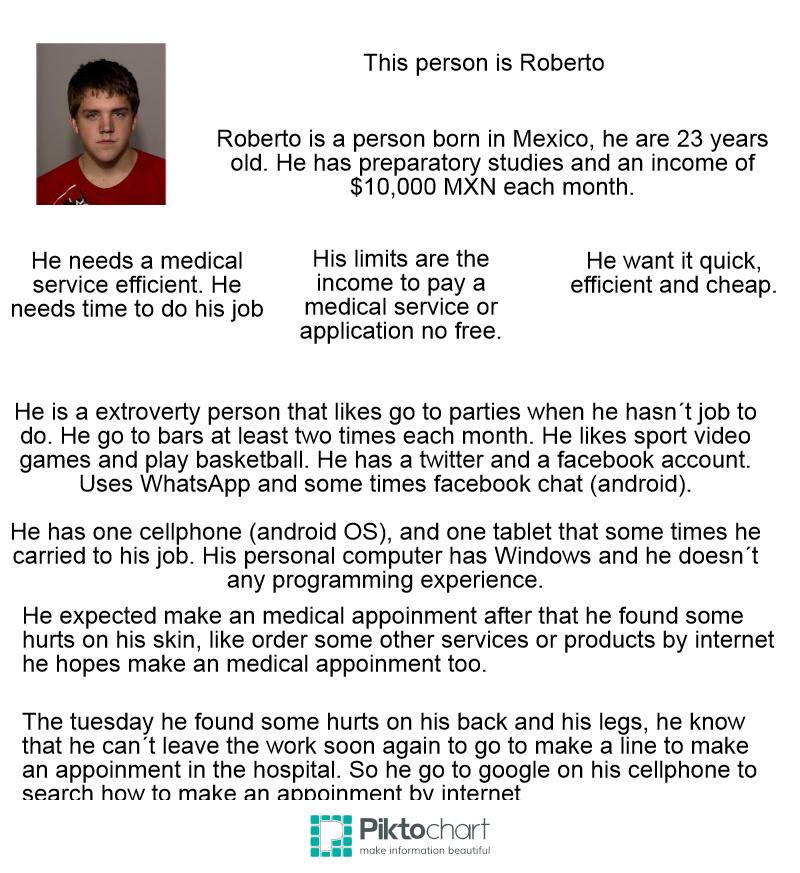 This person is Roberto
Roberto is a person born in Mexico, he are 23 years
old. He has preparatory studies and an income of
$10,000 MXN each month.
He needs a medical
service efficient. He
needs time to do his job
His limits are the
income to pay a
medical service or
application no free.
He want it quick,
efficient and cheap.
He is a extroverty person that likes go to parties when he hasn´t job to
do. He go to bars at least two times each month. He likes sport video
games and play basketball. He has a twitter and a facebook account.
Uses WhatsApp and some times facebook chat (android).
He has one cellphone (android OS), and one tablet that some times he
carried to his job. His personal computer has Windows and he doesn´t
any programming experience.
He expected make an medical appoinment after that he found some
hurts on his skin, like order some other services or products by internet
he hopes make an medical appoinment too.
The tuesday he found some hurts on his back and his legs, he know
that he can´t leave the work soon again to go to make a line to make
an appoinment in the hospital. So he go to google on his cellphone to
search how to make an appoinment by internet
Piktochart
make information beautiful